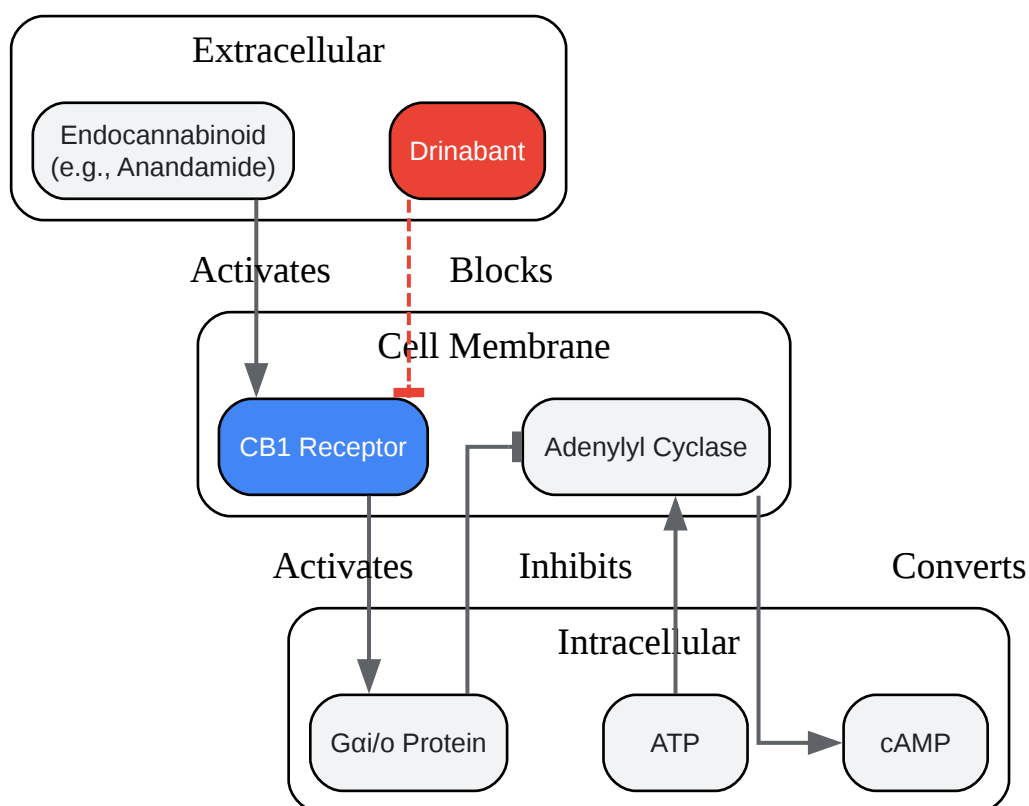 Extracellular
Endocannabinoid
(e.g., Anandamide)
Drinabant
Activates
Blocks
Cell Membrane
CB1 Receptor
Adenylyl Cyclase
Activates
Inhibits
Converts
Intracellular
Gαi/o Protein
ATP
cAMP